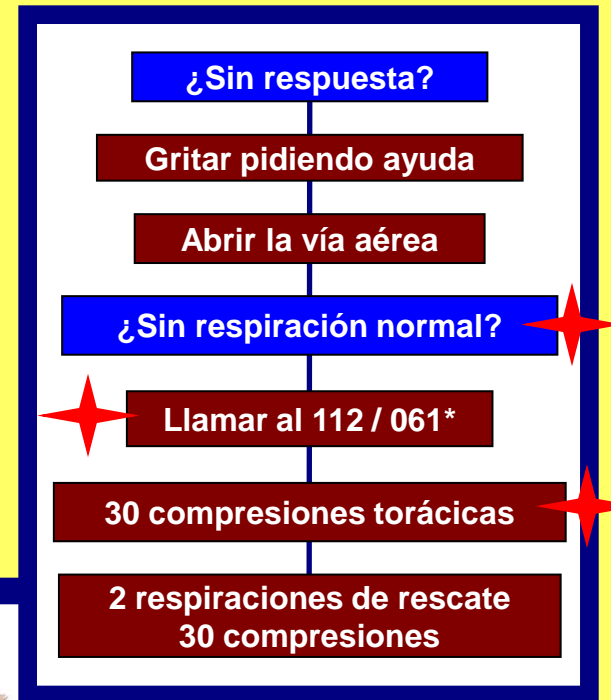 ¿Sin respuesta?
Gritar pidiendo ayuda
Abrir la vía aérea
¿Sin respiración normal?
Llamar al 112 / 061*
30 compresiones torácicas
2 respiraciones de rescate
30 compresiones